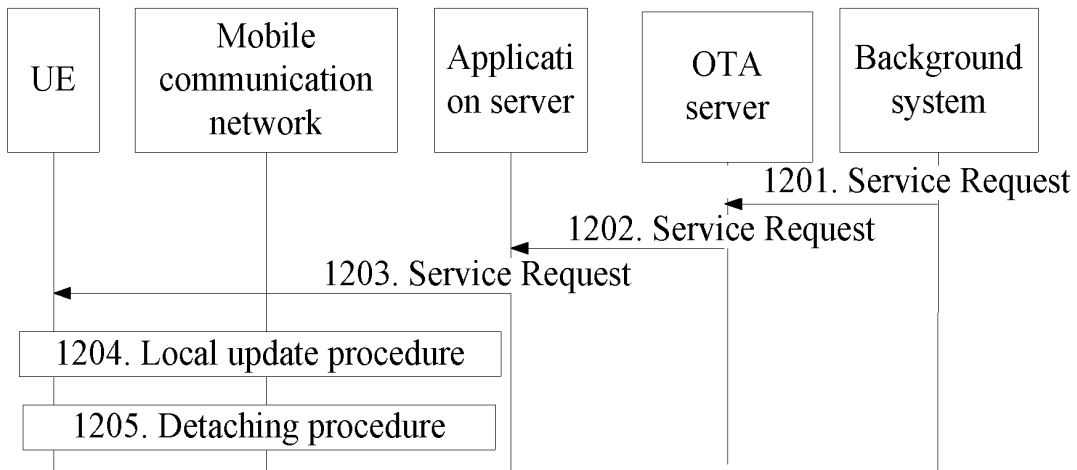 UE
Mobile
communication
network
Applicati
on server
OTA
server
Background
system
1201. Service Request
1202. Service Request
1203. Service Request
1204. Local update procedure
1205. Detaching procedure